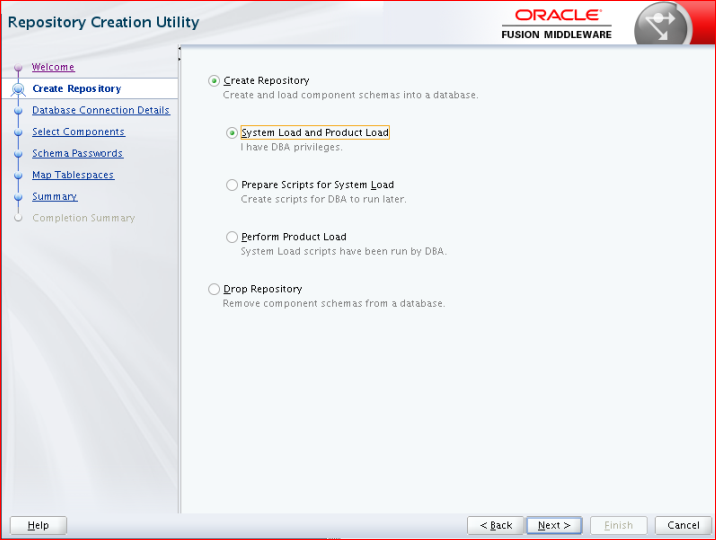 Repository Creation Utility
ORACLE
FUSION MIDDLEWARE
Welcome
Create Repository
Database Connection Details
Select Components
Schema Passwords
Map Tablespaces
Summary
Completion Summary
Create Repository
Create and load component schemas into a database.
System Load and Product Load
I have DBA privileges.
Prepare Scripts for System Load
Create scripts for DBA to run later.
Perform Product Load
System Load scripts have been run by DBA.
Drop Repository
Remove component schemas from a database.
Help
< Back
Next >
Finish
Cancel